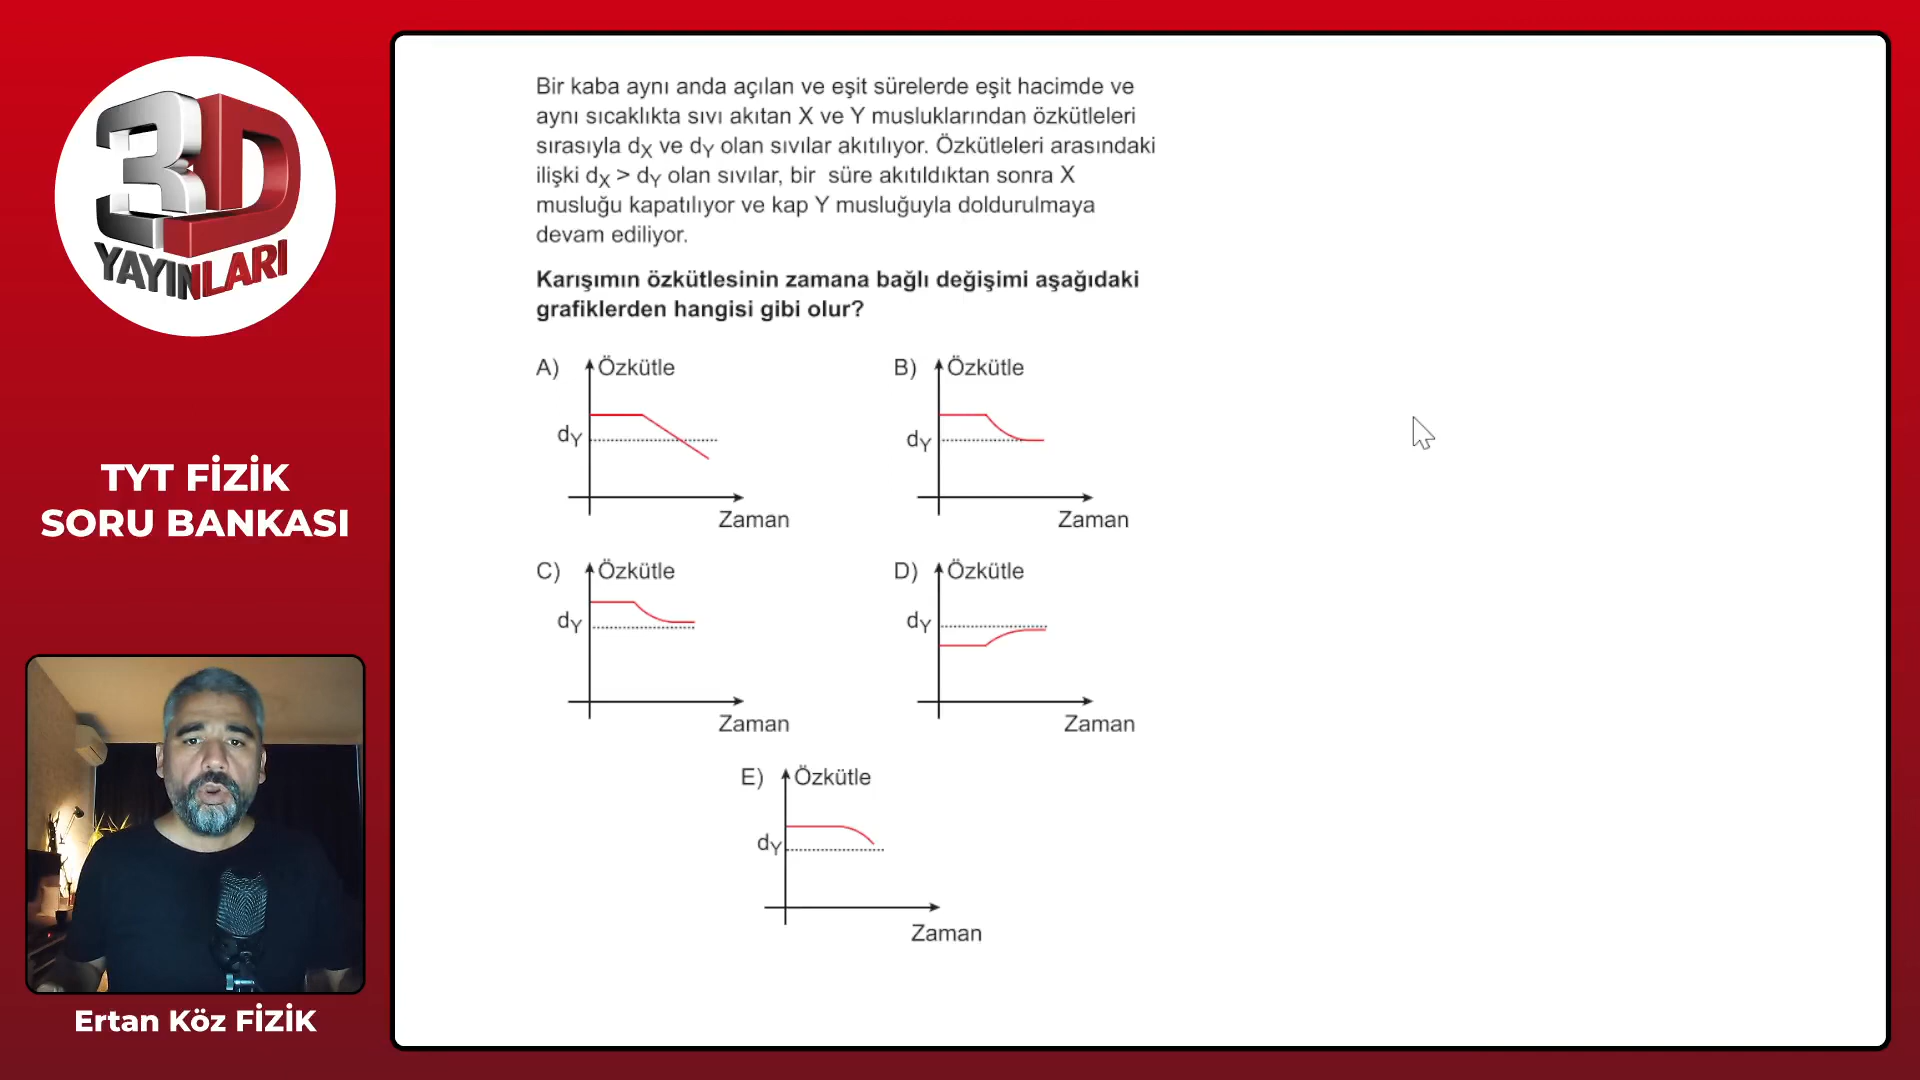 3D
YAYINLARI
TYT FİZİK
SORU BANKASI
Ertan Köz FİZİK
Bir kaba aynı anda açılan ve eşit sürelerde eşit hacimde ve
aynı sıcaklıkta sıvı akıtan X ve Y musluklarından özkütleleri
sırasıyla dX ve dY olan sıvılar akıtılıyor. Özkütleleri arasındaki
ilişki dX > dY olan sıvılar, bir süre akıtıldıktan sonra X
musluğu kapatılıyor ve kap Y musluğuyla doldurulmaya
devam ediliyor.
Karışımın özkütlesinin zamana bağlı değişimi aşağıdaki
grafiklerden hangisi gibi olur?
A) Özkütle
dY
Zaman
B) Özkütle
dY
Zaman
C) Özkütle
dY
Zaman
D) Özkütle
dY
Zaman
E) Özkütle
dY
Zaman